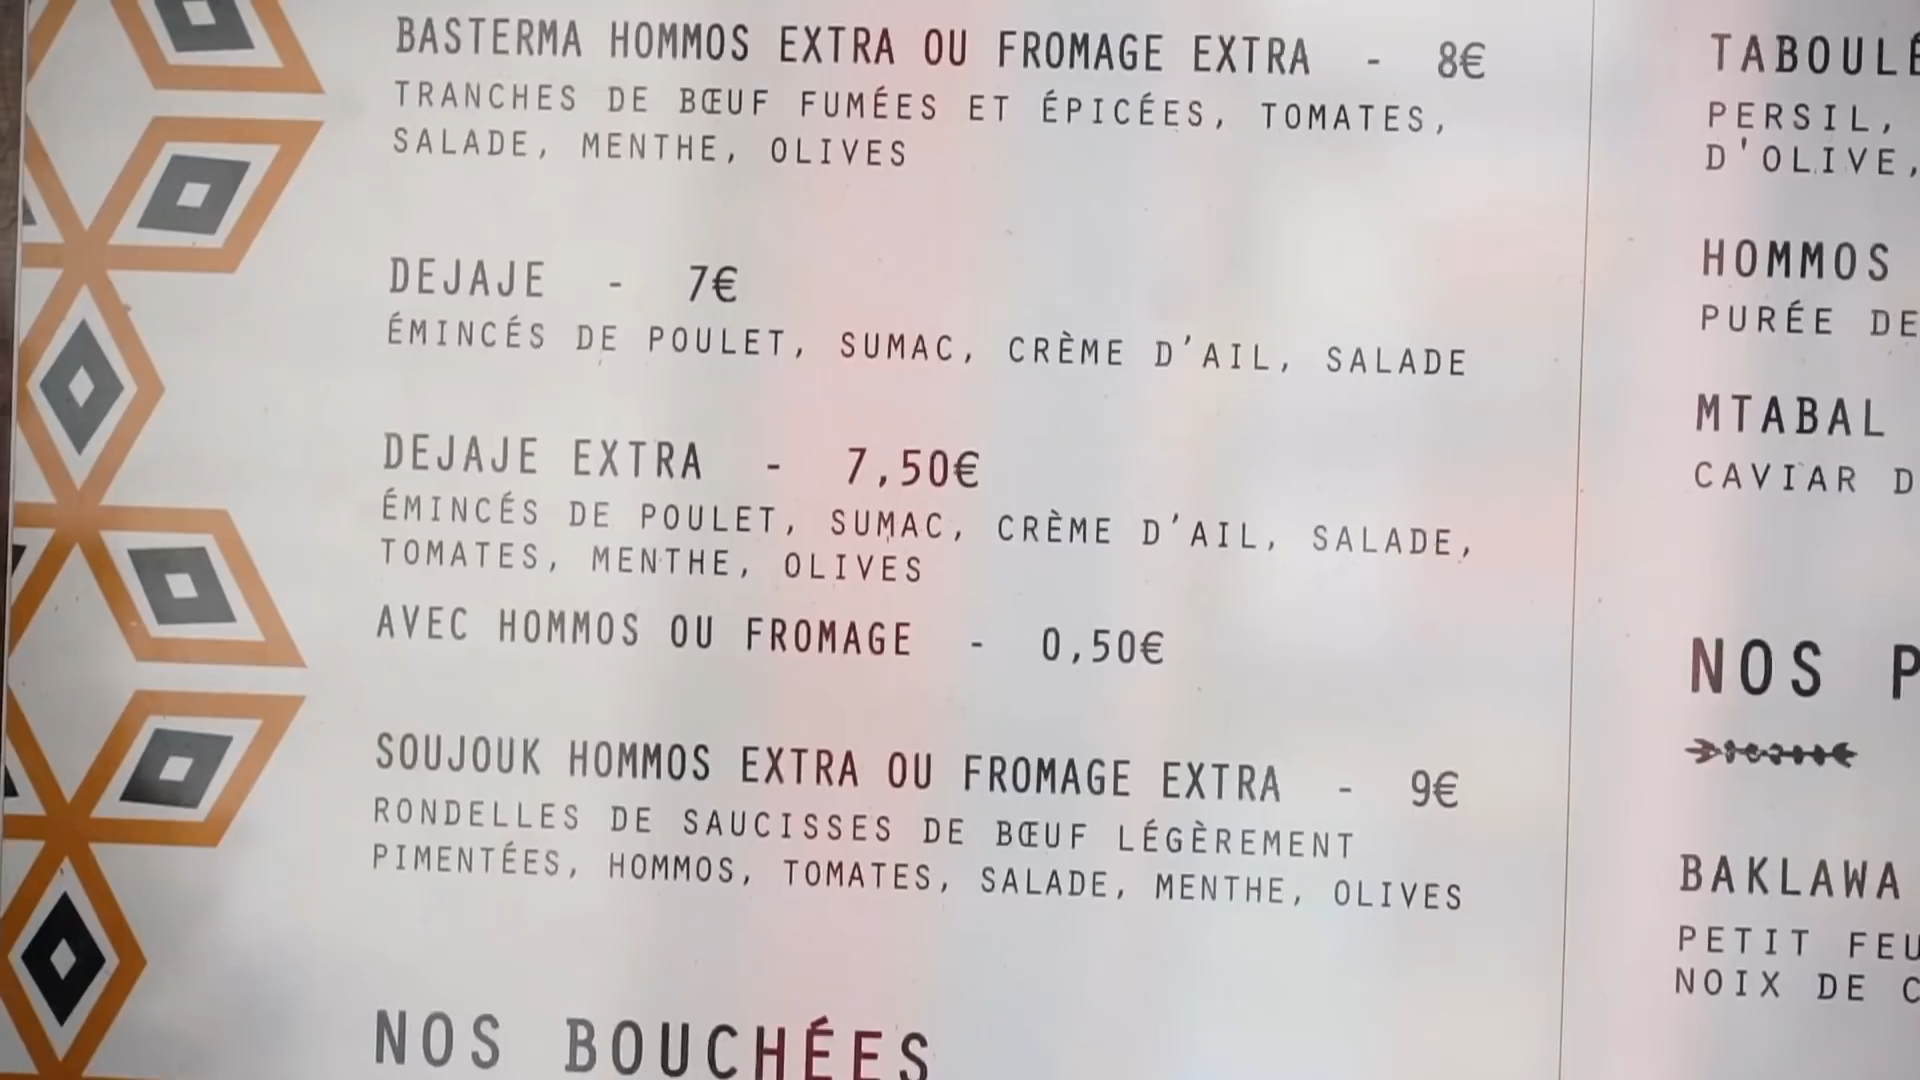 BASTERMA HOMMOS EXTRA OU FROMAGE EXTRA - 8€
TRANCHES DE BŒUF FUMÉES ET ÉPICÉES, TOMATES,
SALADE, MENTHE, OLIVES
DEJAJE - 7€
ÉMINCÉS DE POULET, SUMAC, CRÈME D'AIL, SALADE
DEJAJE EXTRA - 7,50€
ÉMINCÉS DE POULET, SUMAC, CRÈME D'AIL, SALADE,
TOMATES, MENTHE, OLIVES
AVEC HOMMOS OU FROMAGE - 0,50€
SOUJOUK HOMMOS EXTRA OU FROMAGE EXTRA - 9€
RONDELLES DE SAUCISSES DE BŒUF LÉGÈREMENT
PIMENTÉES, HOMMOS, TOMATES, SALADE, MENTHE, OLIVES
NOS BOUCHÉES
TABOULÉ
PERSIL,
D'OLIVE,
HOMMOS
PURÉE DE
MTABAL
CAVIAR D
NOS P
BAKLAWA
PETIT FEU
NOIX DE C